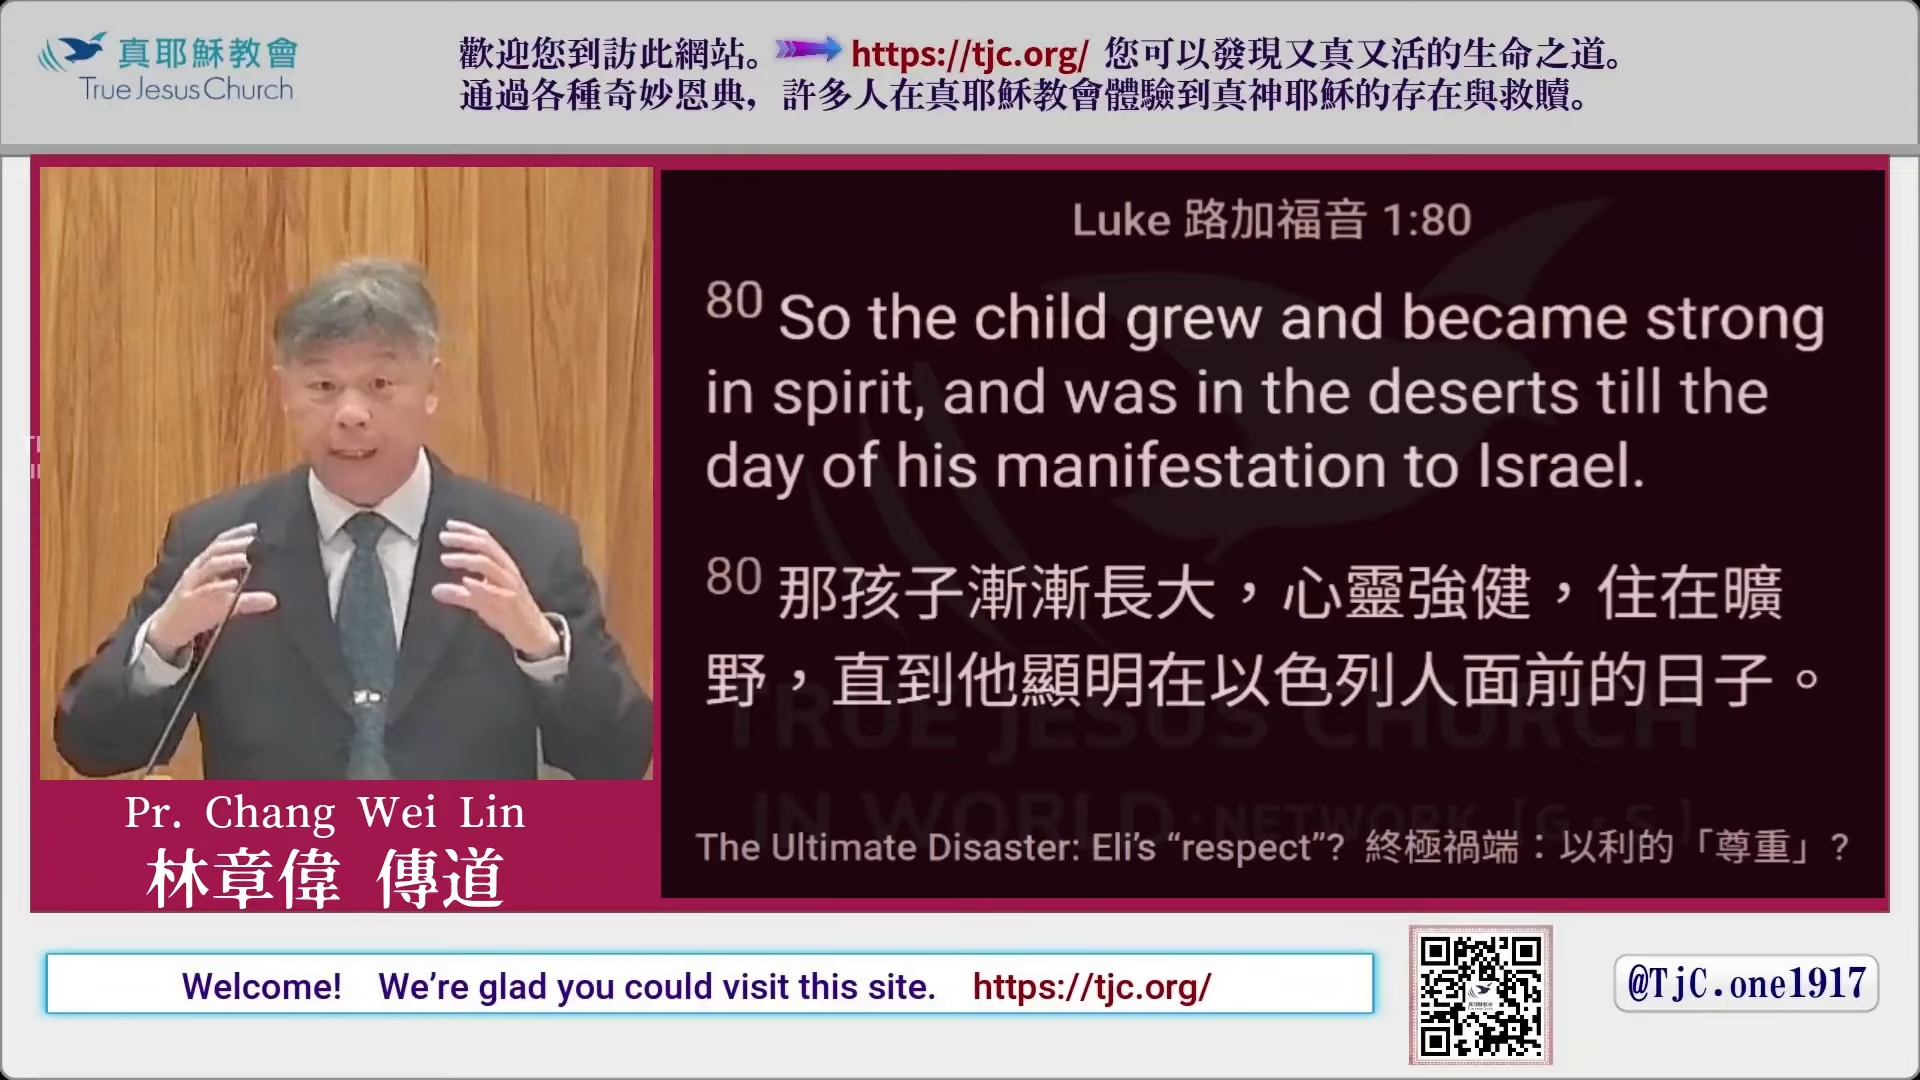 真耶穌教會
True Jesus Church
歡迎您到訪此網站。 https://tjc.org/ 您可以發現又真又活的生命之道。
通過各種奇妙恩典，許多人在真耶穌教會體驗到真神耶穌的存在與救贖。
Luke 路加福音 1:80
80 So the child grew and became strong
in spirit, and was in the deserts till the
day of his manifestation to Israel.
80 那孩子漸漸長大，心靈強健，住在曠
野，直到他顯明在以色列人面前的日子。
TRUE JESUS CHURCH
IN WORLD NETWORK [G.S.]
The Ultimate Disaster: Eli’s “respect”? 終極禍端：以利的「尊重」?
Pr. Chang Wei Lin
林章偉 傳道
Welcome! We’re glad you could visit this site. https://tjc.org/
@TjC.one1917